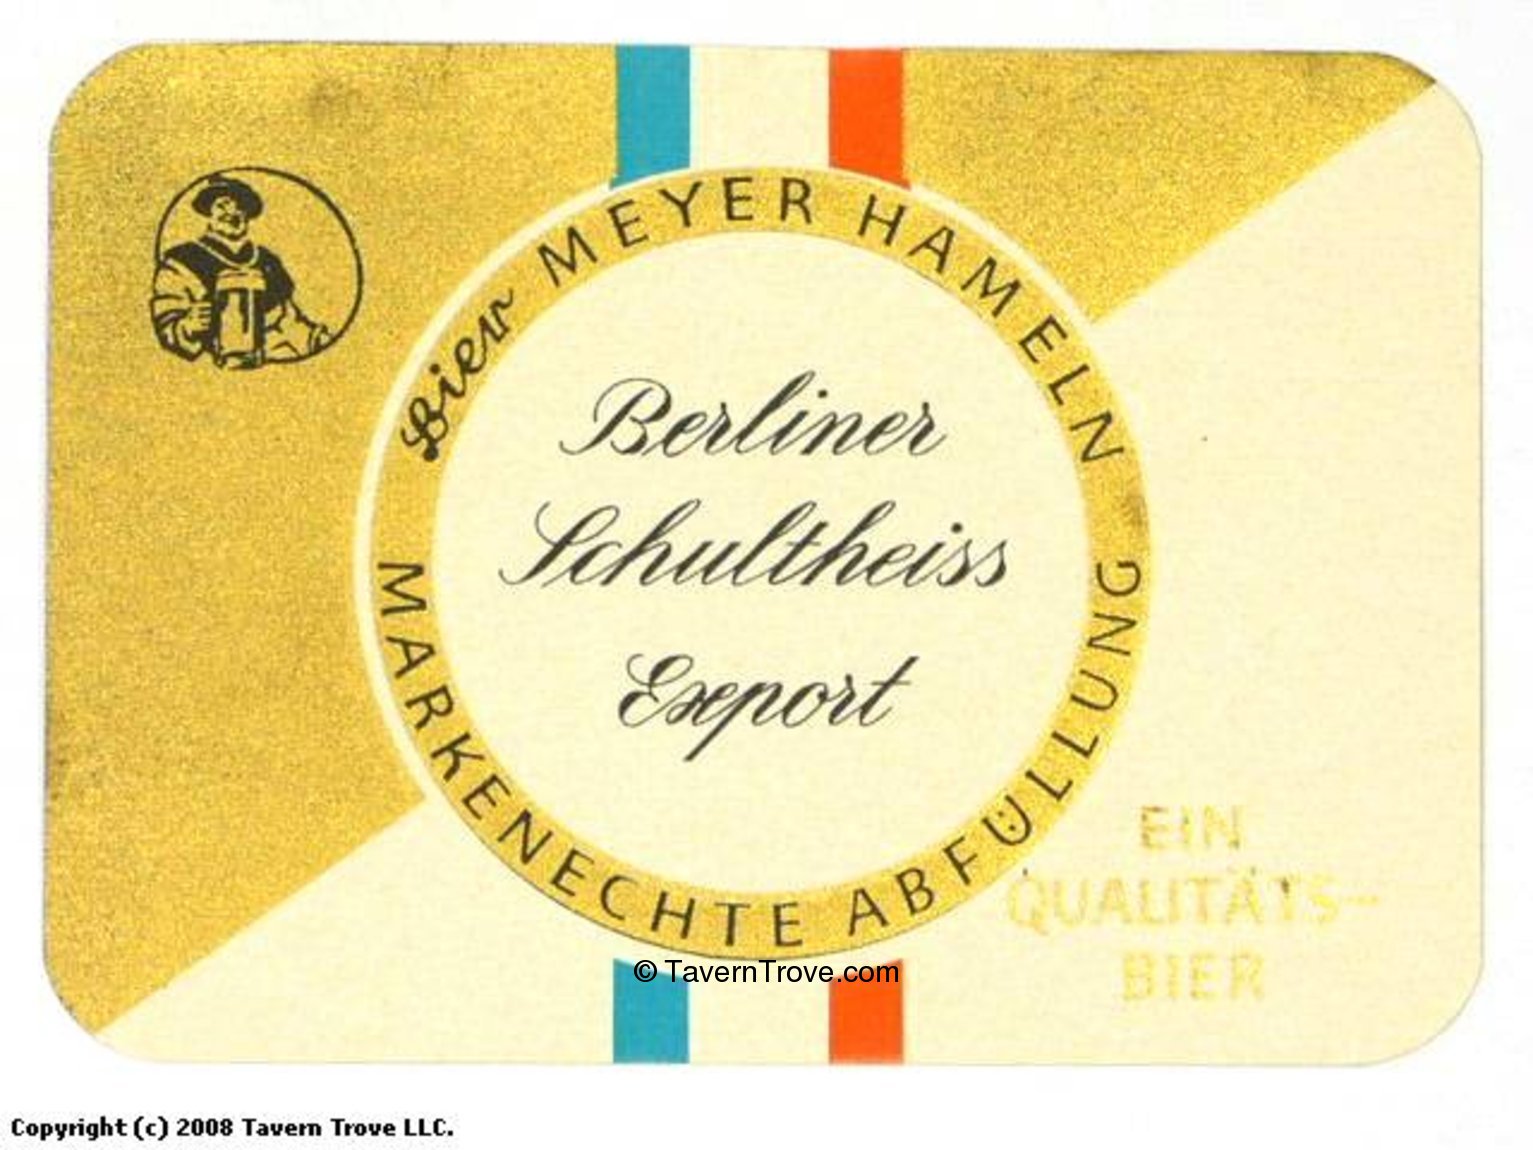 Bier MEYER HAMELN
Berliner
Schultheiss
Export
MARKENECHTE ABFÜLLUNG
EIN
QUALITÄTS-
BIER
© TavernTrove.com
Copyright (c) 2008 Tavern Trove LLC.